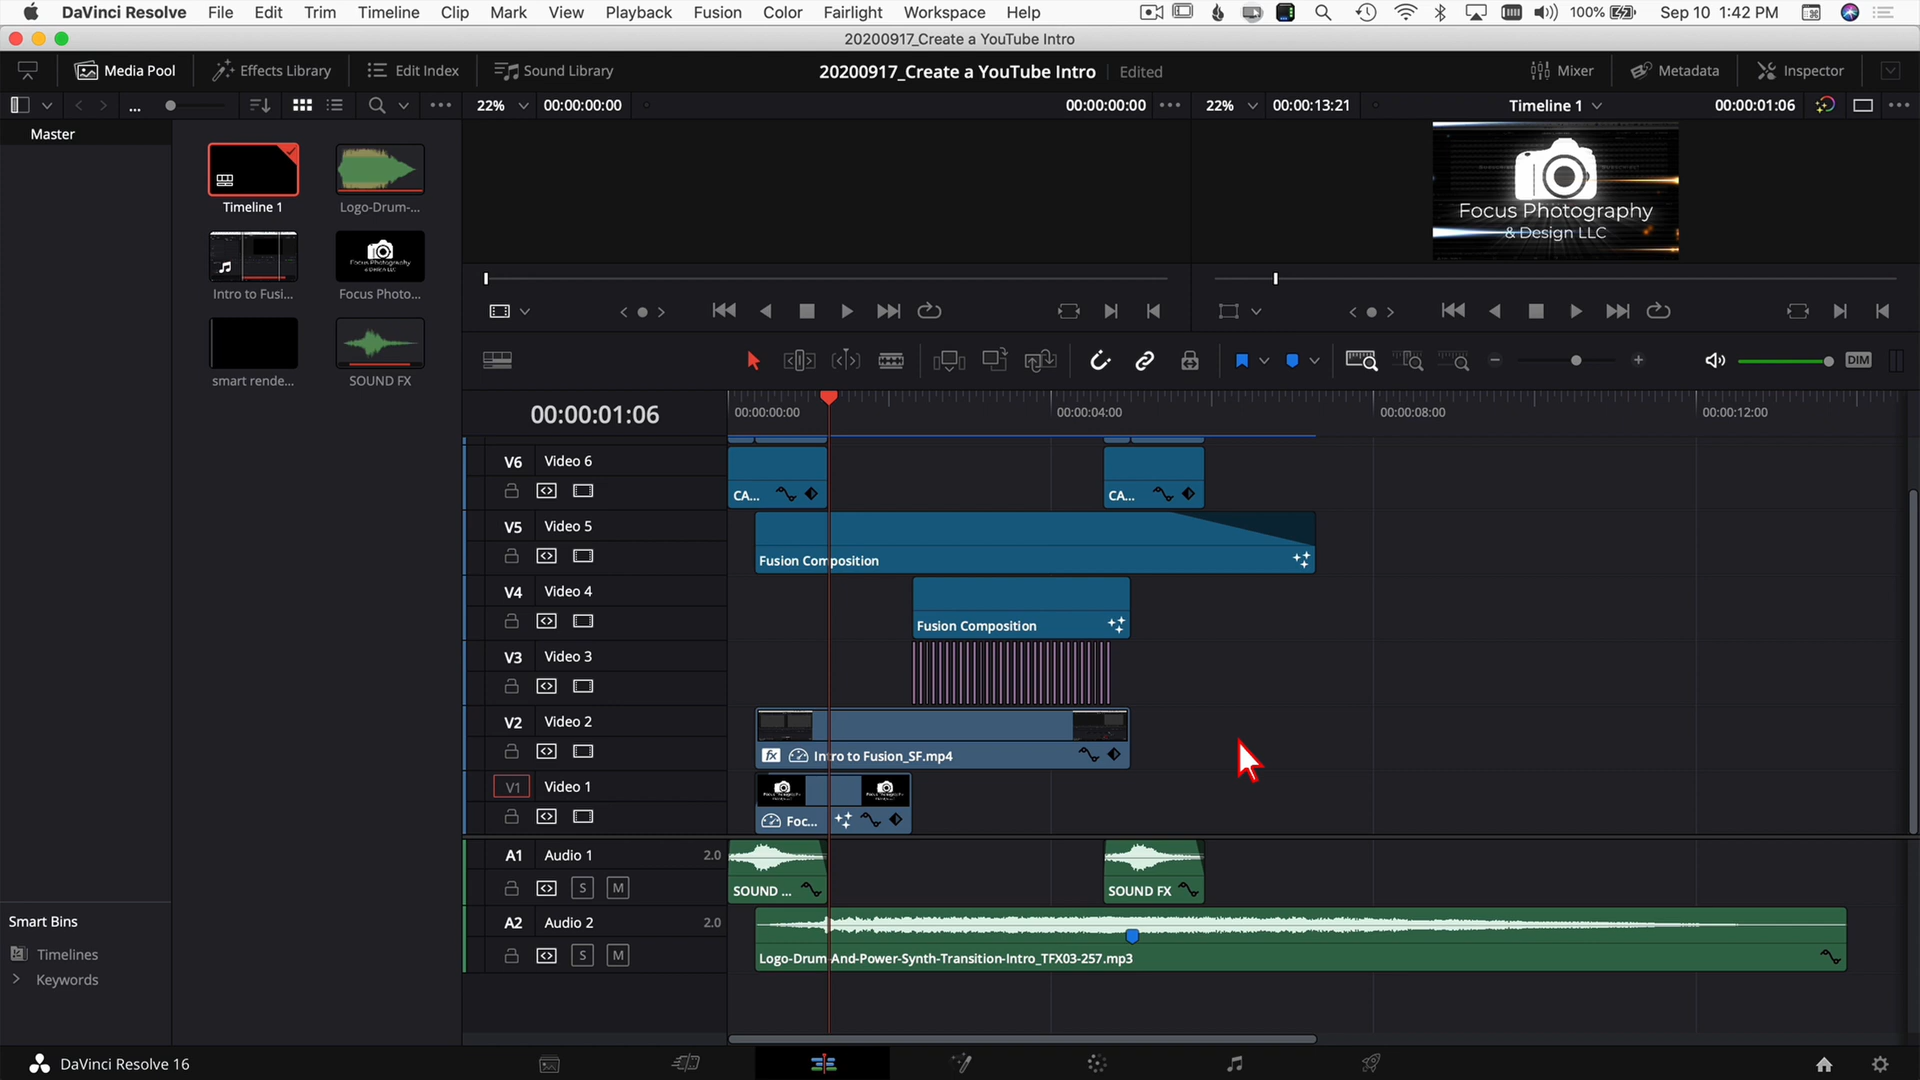 DaVinci Resolve File Edit Trim Timeline Clip Mark View Playback Fusion Color Fairlight Workspace Help 100% Sep 10 1:42 PM
20200917_Create a YouTube Intro
Media Pool Effects Library Edit Index Sound Library 20200917_Create a YouTube Intro Edited Mixer Metadata Inspector
... 22% 00:00:00:00 00:00:00:00 22% 00:00:13:21 Timeline 1 00:00:01:06
Master
Timeline 1 Logo-Drum-...
Intro to Fusi... Focus Photo...
smart rende... SOUND FX
Focus Photography
& Design LLC
DIM
00:00:01:06
00:00:00:00 00:00:04:00 00:00:08:00 00:00:12:00
V6 Video 6
CA... CA...
V5 Video 5
Fusion Composition
V4 Video 4
Fusion Composition
V3 Video 3
V2 Video 2
fx Intro to Fusion_SF.mp4
V1 Video 1
Foc...
A1 Audio 1 2.0
S M
SOUND ... SOUND FX
A2 Audio 2 2.0
S M
Logo-Drum-And-Power-Synth-Transition-Intro_TFX03-257.mp3
Smart Bins
Timelines
Keywords
DaVinci Resolve 16